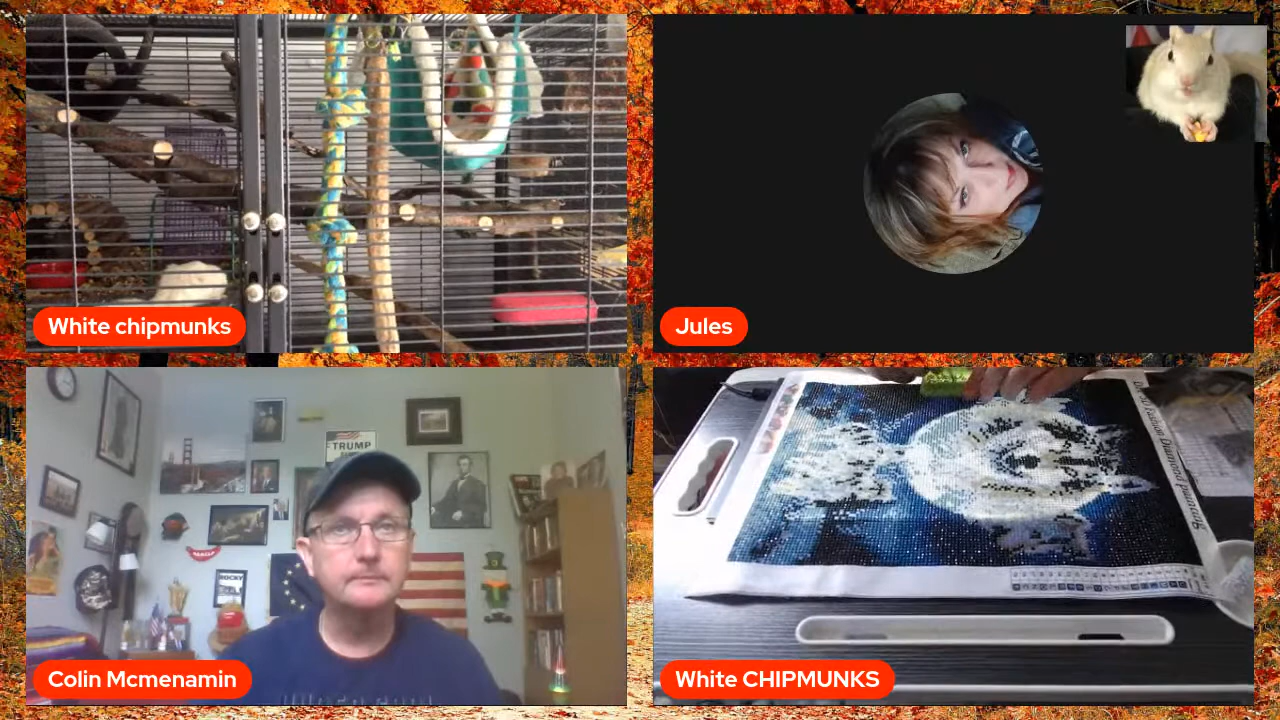 White chipmunks
Jules
TRUMP
ROCKY
Colin Mcmenamin
White CHIPMUNKS